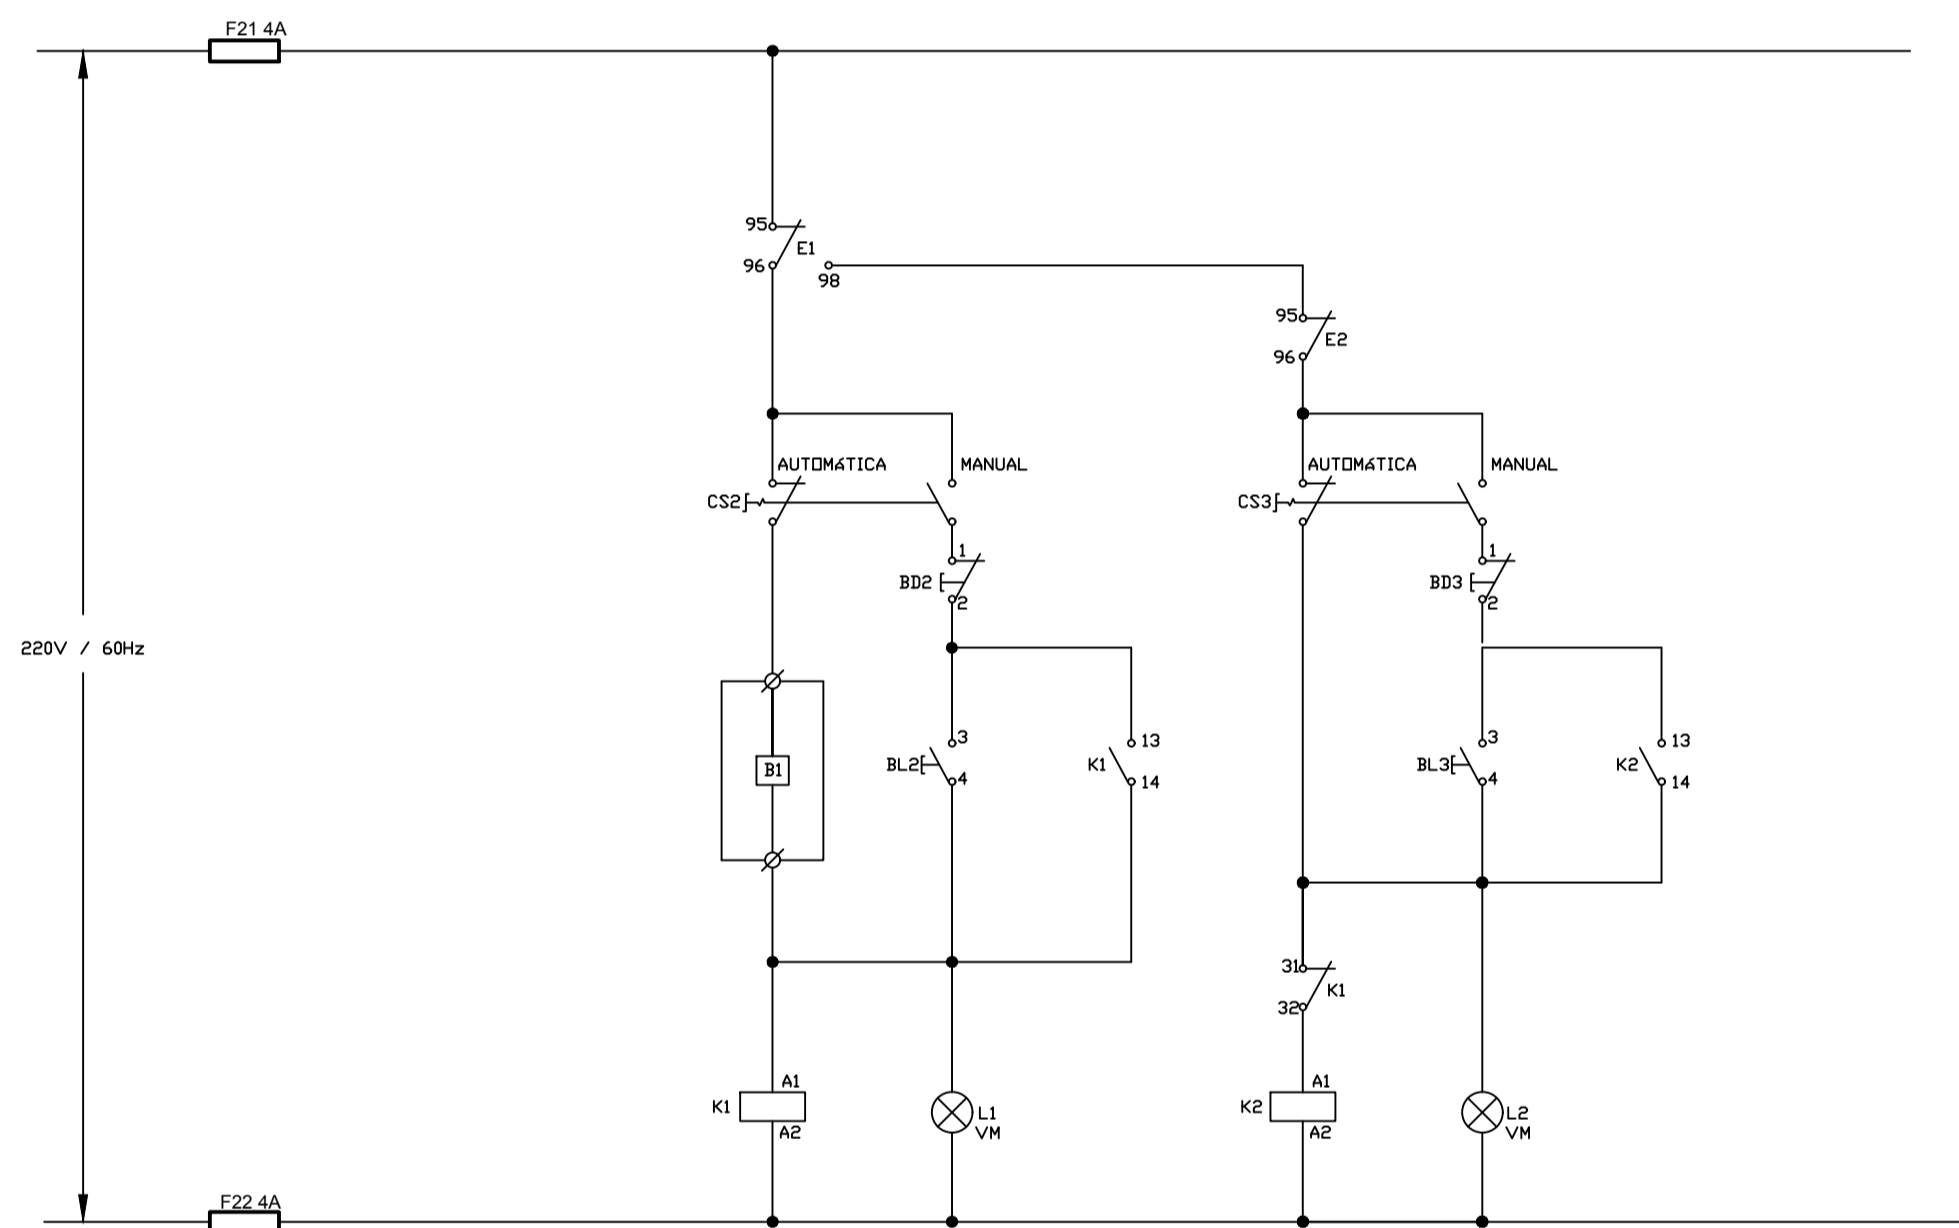 F21 4A
95
E1
96
98
95
E2
96
AUTOMáTICA
MANUAL
AUTOMáTICA
MANUAL
CS2
CS3
1
BD2
2
1
BD3
2
220V / 60Hz
3
BL2
4
13
K1
14
3
BL3
4
13
K2
14
B1
31
K1
32
A1
K1
A2
L1
VM
A1
K2
A2
L2
VM
F22 4A